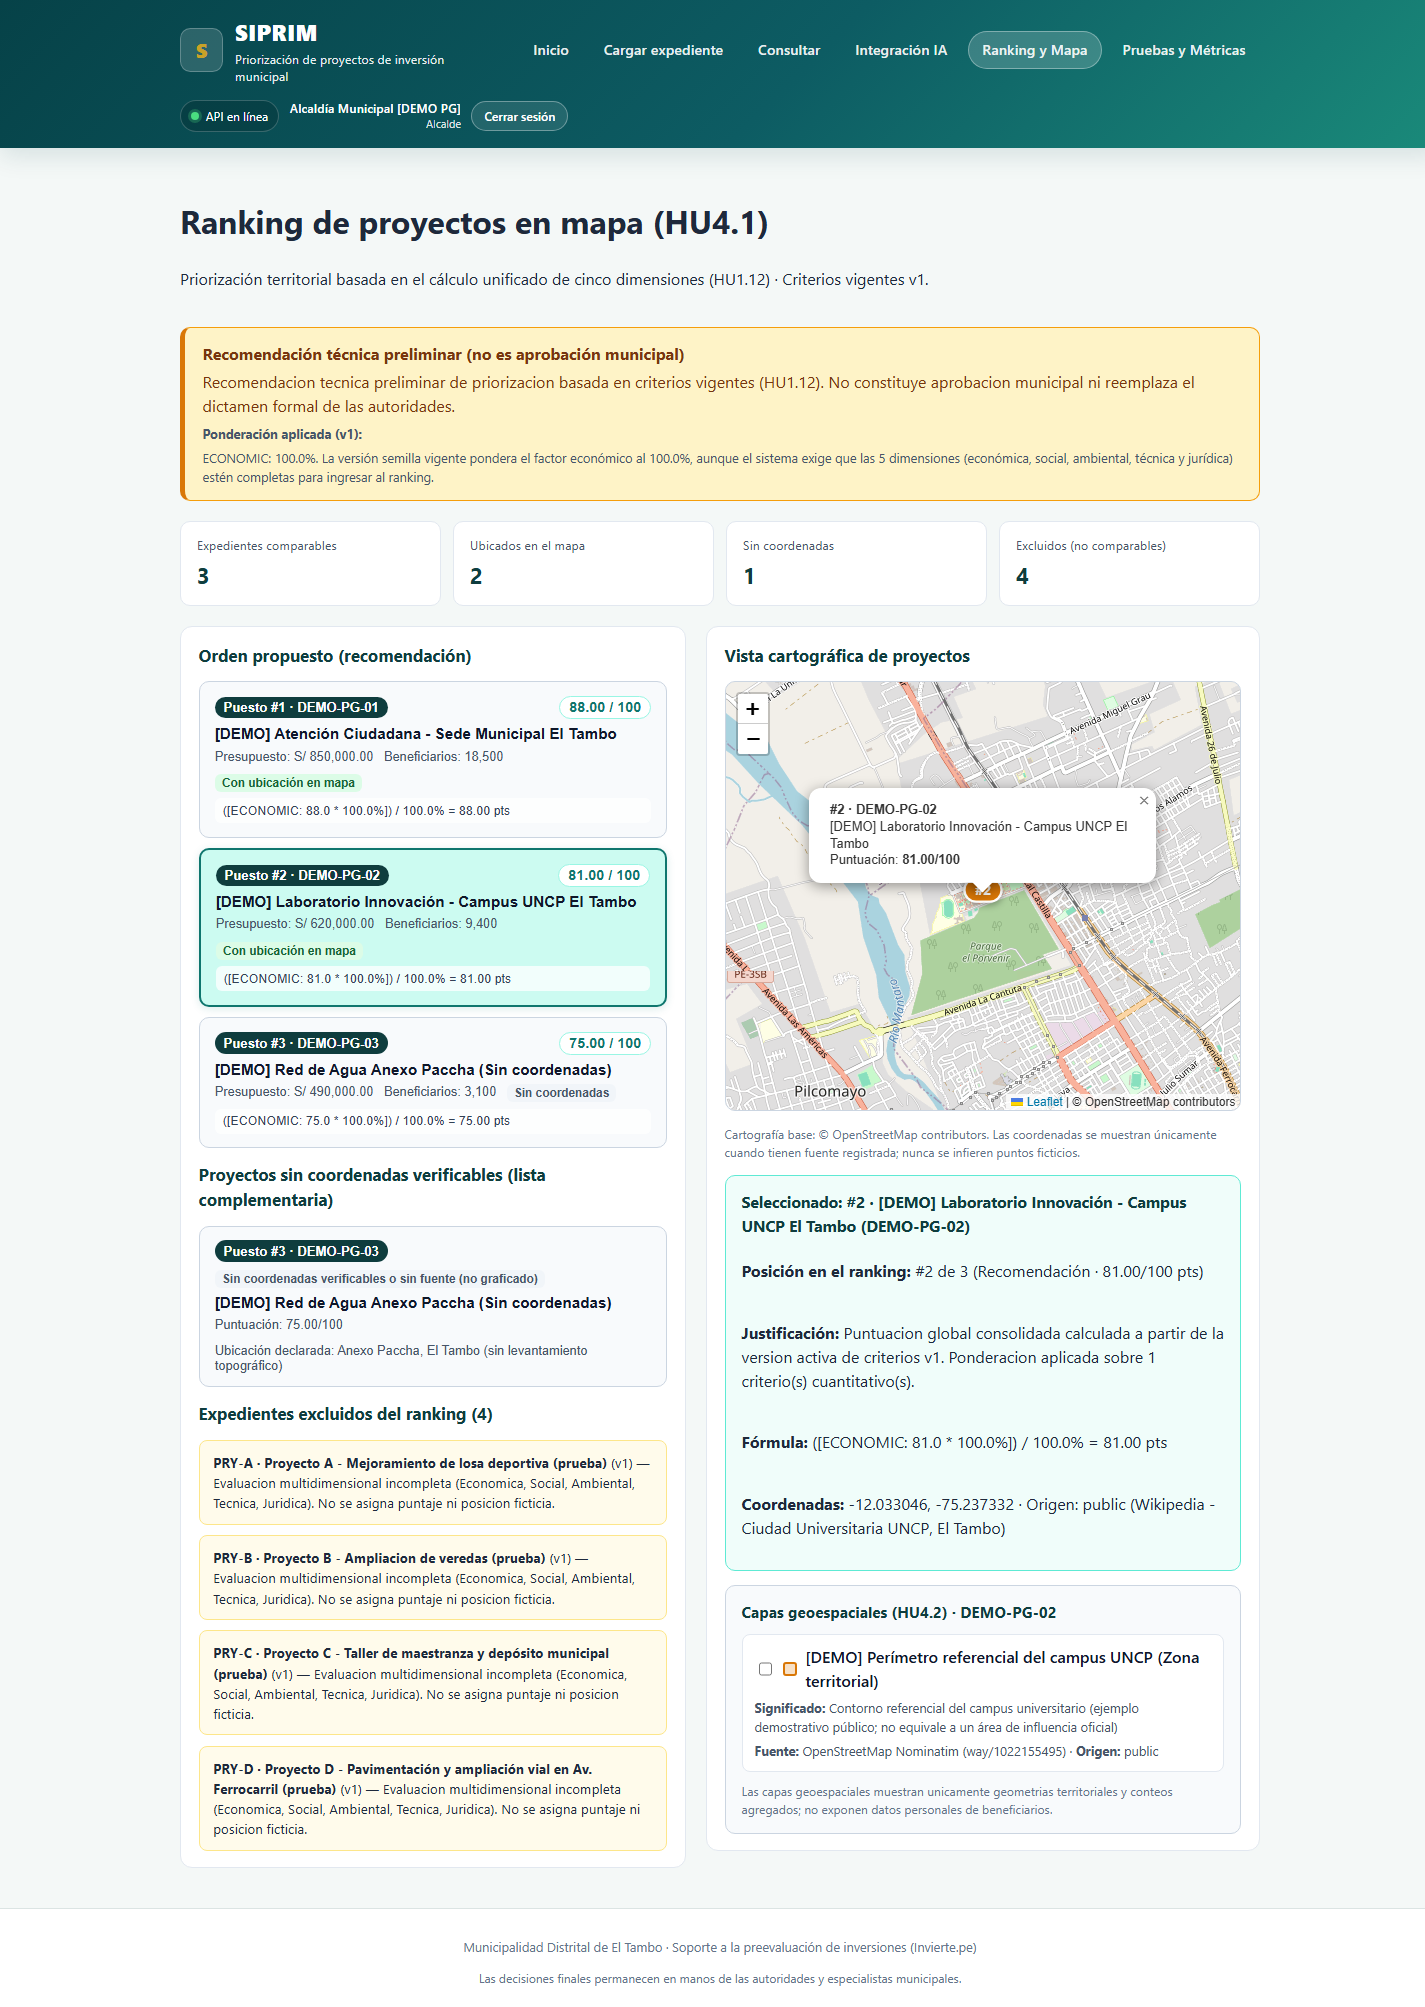 S
SIPRIM
Priorización de proyectos de inversión
municipal
Inicio
Cargar expediente
Consultar
Integración IA
Ranking y Mapa
Pruebas y Métricas
API en línea
Alcaldía Municipal [DEMO PG]
Alcalde
Cerrar sesión
Ranking de proyectos en mapa (HU4.1)
Priorización territorial basada en el cálculo unificado de cinco dimensiones (HU1.12) · Criterios vigentes v1.
Recomendación técnica preliminar (no es aprobación municipal)
Recomendacion tecnica preliminar de priorizacion basada en criterios vigentes (HU1.12). No constituye aprobacion municipal ni reemplaza el
dictamen formal de las autoridades.
Ponderación aplicada (v1):
ECONOMIC: 100.0%. La versión semilla vigente pondera el factor económico al 100.0%, aunque el sistema exige que las 5 dimensiones (económica, social, ambiental, técnica y jurídica)
estén completas para ingresar al ranking.
Expedientes comparables
3
Ubicados en el mapa
2
Sin coordenadas
1
Excluidos (no comparables)
4
Orden propuesto (recomendación)
Puesto #1 · DEMO-PG-01
88.00 / 100
[DEMO] Atención Ciudadana - Sede Municipal El Tambo
Presupuesto: S/ 850,000.00 Beneficiarios: 18,500
Con ubicación en mapa
([ECONOMIC: 88.0 * 100.0%]) / 100.0% = 88.00 pts
Puesto #2 · DEMO-PG-02
81.00 / 100
[DEMO] Laboratorio Innovación - Campus UNCP El Tambo
Presupuesto: S/ 620,000.00 Beneficiarios: 9,400
Con ubicación en mapa
([ECONOMIC: 81.0 * 100.0%]) / 100.0% = 81.00 pts
Puesto #3 · DEMO-PG-03
75.00 / 100
[DEMO] Red de Agua Anexo Paccha (Sin coordenadas)
Presupuesto: S/ 490,000.00 Beneficiarios: 3,100 Sin coordenadas
([ECONOMIC: 75.0 * 100.0%]) / 100.0% = 75.00 pts
Proyectos sin coordenadas verificables (lista
complementaria)
Puesto #3 · DEMO-PG-03
Sin coordenadas verificables o sin fuente (no graficado)
[DEMO] Red de Agua Anexo Paccha (Sin coordenadas)
Puntuación: 75.00/100
Ubicación declarada: Anexo Paccha, El Tambo (sin levantamiento
topográfico)
Expedientes excluidos del ranking (4)
PRY-A · Proyecto A - Mejoramiento de losa deportiva (prueba) (v1) —
Evaluacion multidimensional incompleta (Economica, Social, Ambiental,
Tecnica, Juridica). No se asigna puntaje ni posicion ficticia.
PRY-B · Proyecto B - Ampliacion de veredas (prueba) (v1) —
Evaluacion multidimensional incompleta (Economica, Social, Ambiental,
Tecnica, Juridica). No se asigna puntaje ni posicion ficticia.
PRY-C · Proyecto C - Taller de maestranza y depósito municipal
(prueba) (v1) — Evaluacion multidimensional incompleta (Economica,
Social, Ambiental, Tecnica, Juridica). No se asigna puntaje ni posicion
ficticia.
PRY-D · Proyecto D - Pavimentación y ampliación vial en Av.
Ferrocarril (prueba) (v1) — Evaluacion multidimensional incompleta
(Economica, Social, Ambiental, Tecnica, Juridica). No se asigna puntaje ni
posicion ficticia.
Vista cartográfica de proyectos
+
−
Avenida Miguel Grau
Avenida 26 de Julio
#2 · DEMO-PG-02
[DEMO] Laboratorio Innovación - Campus UNCP El
Tambo
Puntuación: 81.00/100
×
#2
Castilla
Parque
el Porvenir
PE-3SB
Avenida La Cantuta
Avenida Las Américas
Río Mantaro
Julio Sumar
Avenida Ferroc
Pilcomayo
Leaflet | © OpenStreetMap contributors
Cartografía base: © OpenStreetMap contributors. Las coordenadas se muestran únicamente
cuando tienen fuente registrada; nunca se infieren puntos ficticios.
Seleccionado: #2 · [DEMO] Laboratorio Innovación - Campus
UNCP El Tambo (DEMO-PG-02)
Posición en el ranking: #2 de 3 (Recomendación · 81.00/100 pts)
Justificación: Puntuacion global consolidada calculada a partir de la
version activa de criterios v1. Ponderacion aplicada sobre 1
criterio(s) cuantitativo(s).
Fórmula: ([ECONOMIC: 81.0 * 100.0%]) / 100.0% = 81.00 pts
Coordenadas: -12.033046, -75.237332 · Origen: public (Wikipedia -
Ciudad Universitaria UNCP, El Tambo)
Capas geoespaciales (HU4.2) · DEMO-PG-02
[DEMO] Perímetro referencial del campus UNCP (Zona
territorial)
Significado: Contorno referencial del campus universitario (ejemplo
demostrativo público; no equivale a un área de influencia oficial)
Fuente: OpenStreetMap Nominatim (way/1022155495) · Origen: public
Las capas geoespaciales muestran unicamente geometrias territoriales y conteos
agregados; no exponen datos personales de beneficiarios.
Municipalidad Distrital de El Tambo · Soporte a la preevaluación de inversiones (Invierte.pe)
Las decisiones finales permanecen en manos de las autoridades y especialistas municipales.